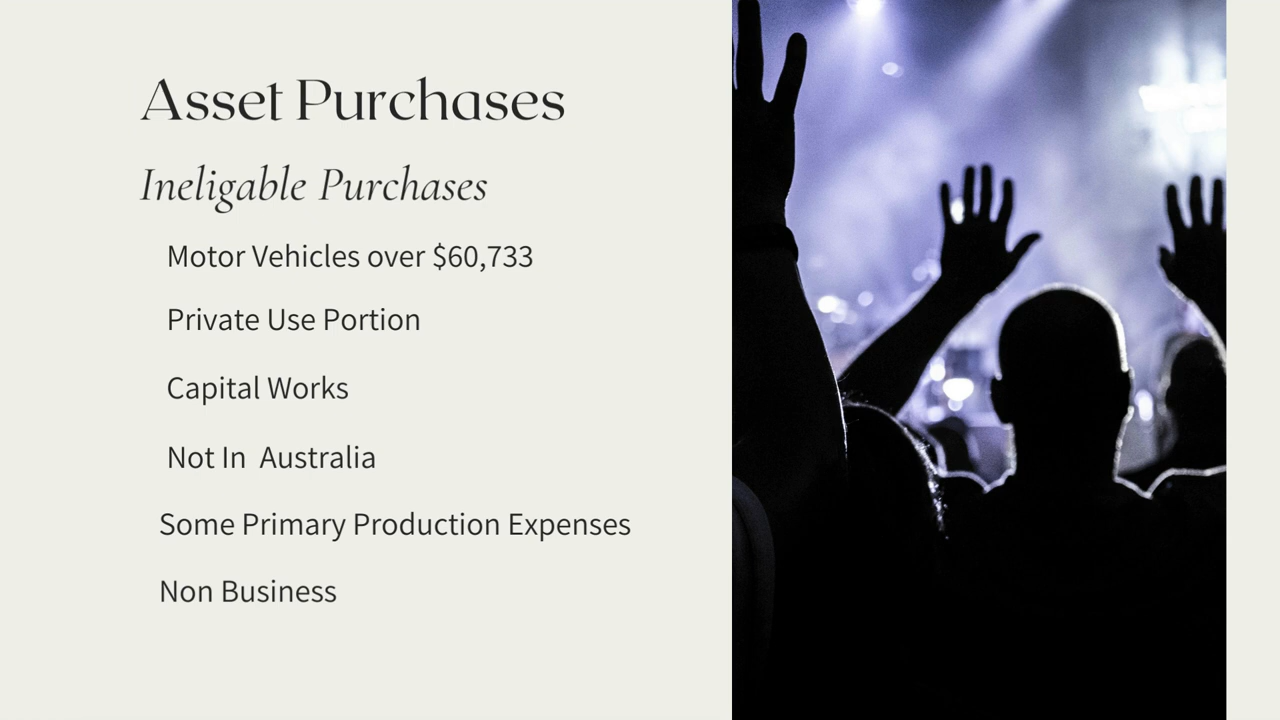 Asset Purchases
Ineligable Purchases
Motor Vehicles over $60,733
Private Use Portion
Capital Works
Not In  Australia
Some Primary Production Expenses
Non Business